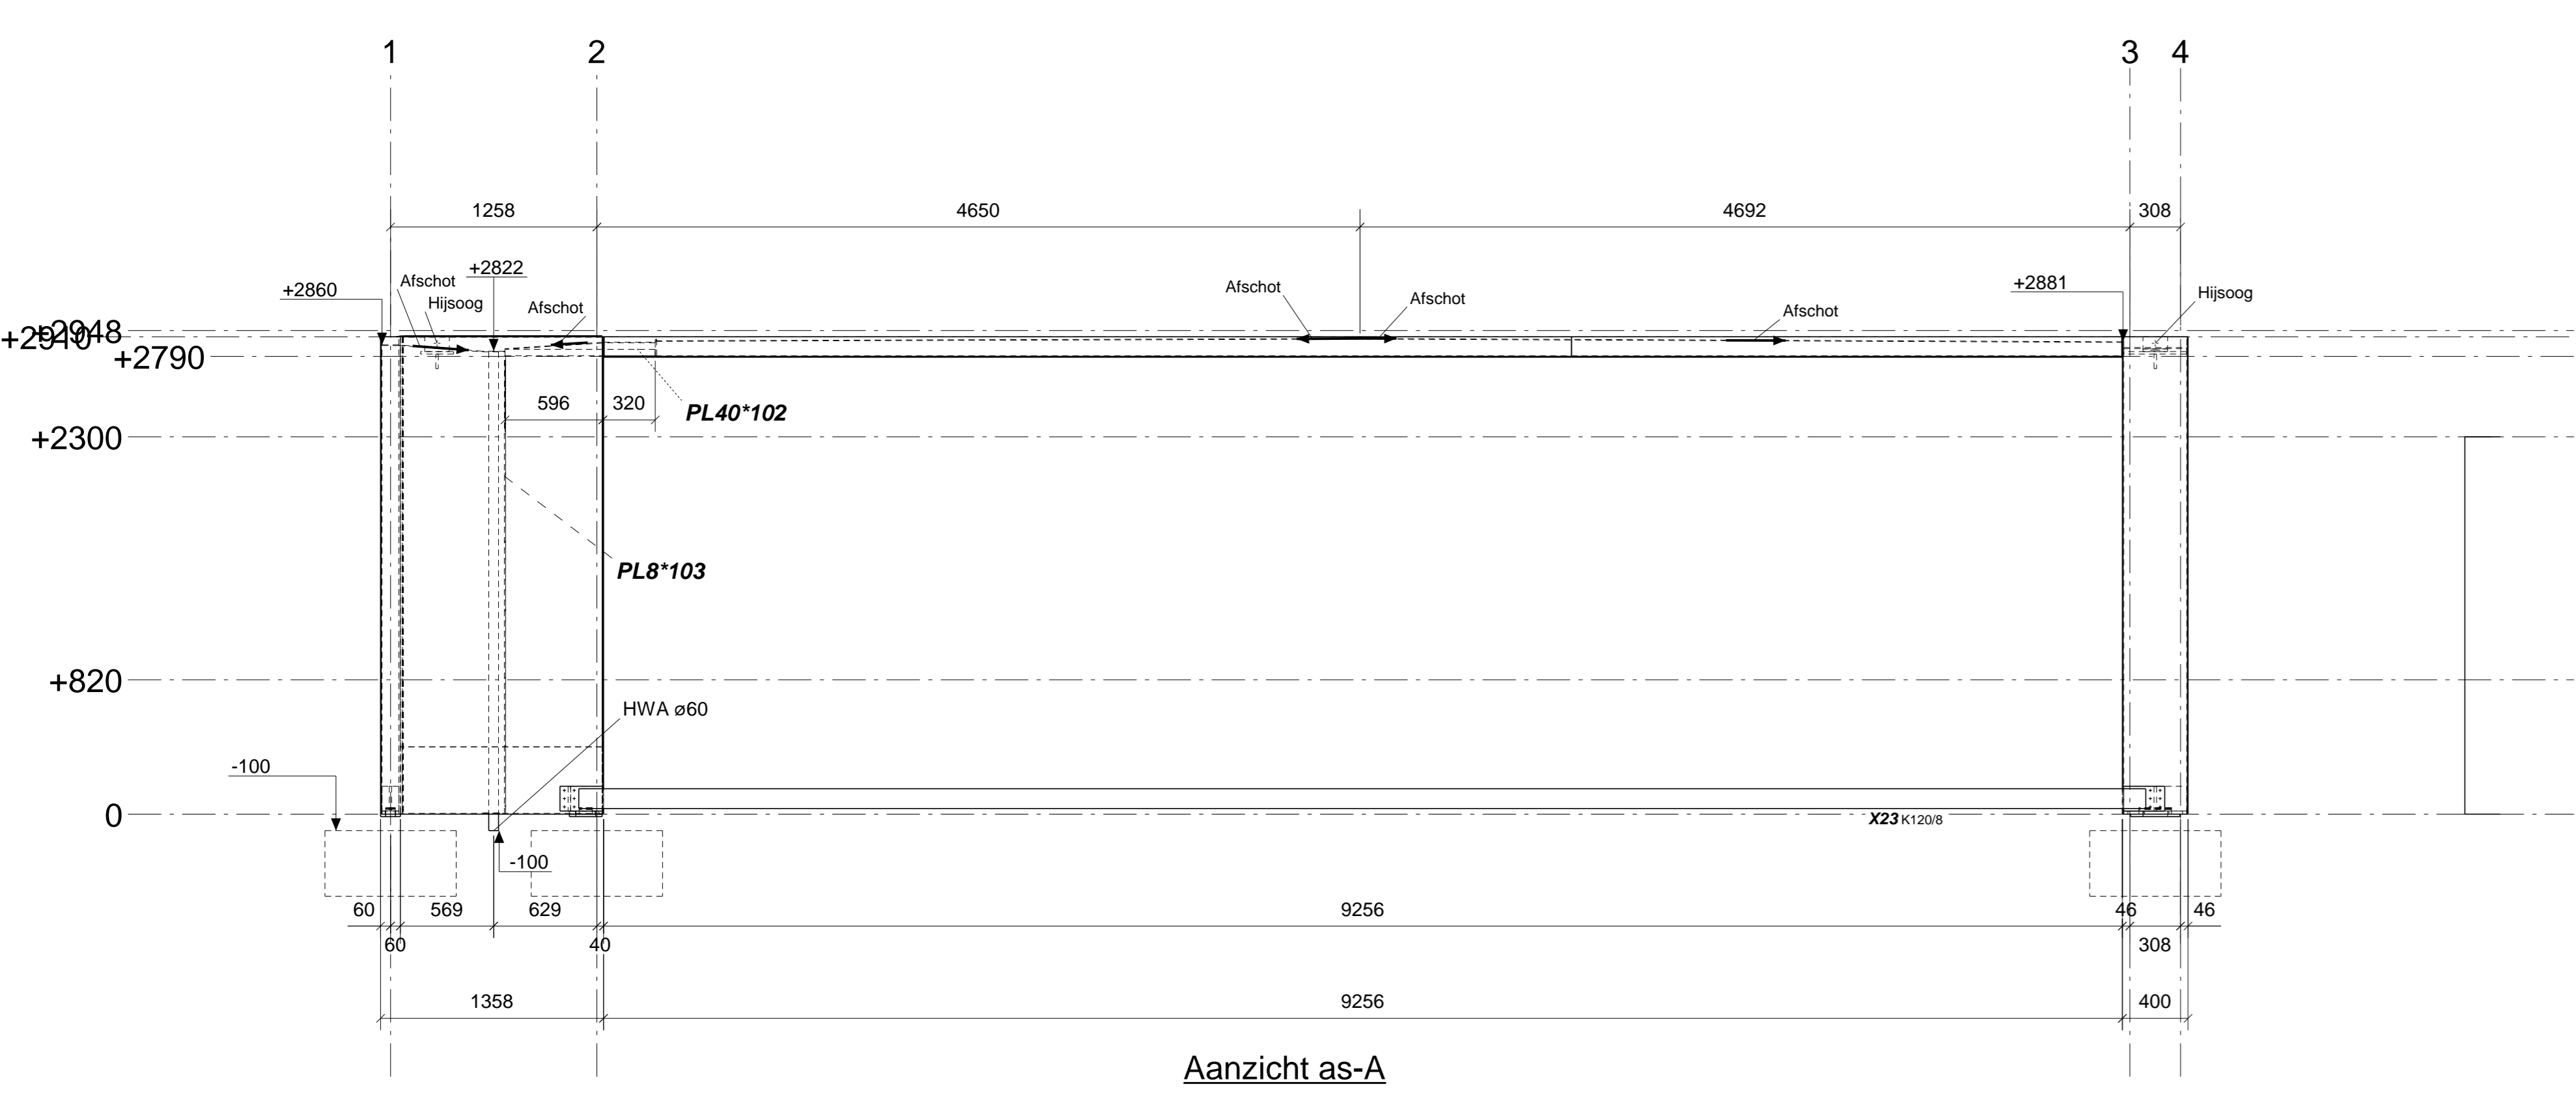 1 2 3 4
1258 4650 4692 308
+2822
Afschot
+2860
Hijsoog
Afschot
Afschot
Afschot
Afschot
+2881
Hijsoog
+2948
+2910
+2790
596 320
PL40*102
+2300
PL8*103
+820
HWA ø60
-100
0
X23 K120/8
-100
60 569 629 9256 46 46
60 40 308
1358 9256 400
Aanzicht as-A